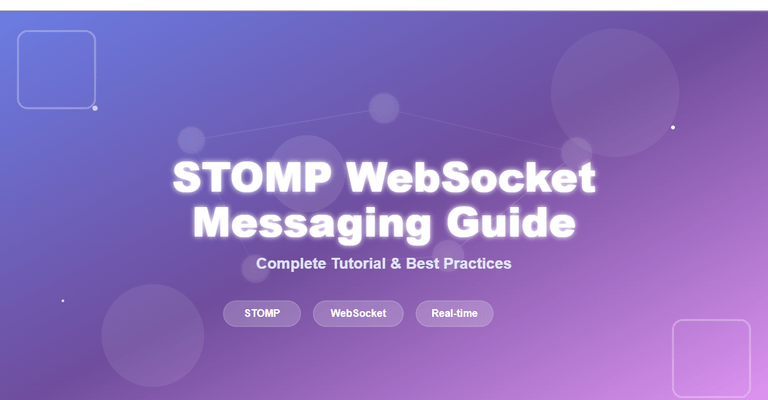 STOMP WebSocket
Messaging Guide
Complete Tutorial & Best Practices
STOMP WebSocket Real-time